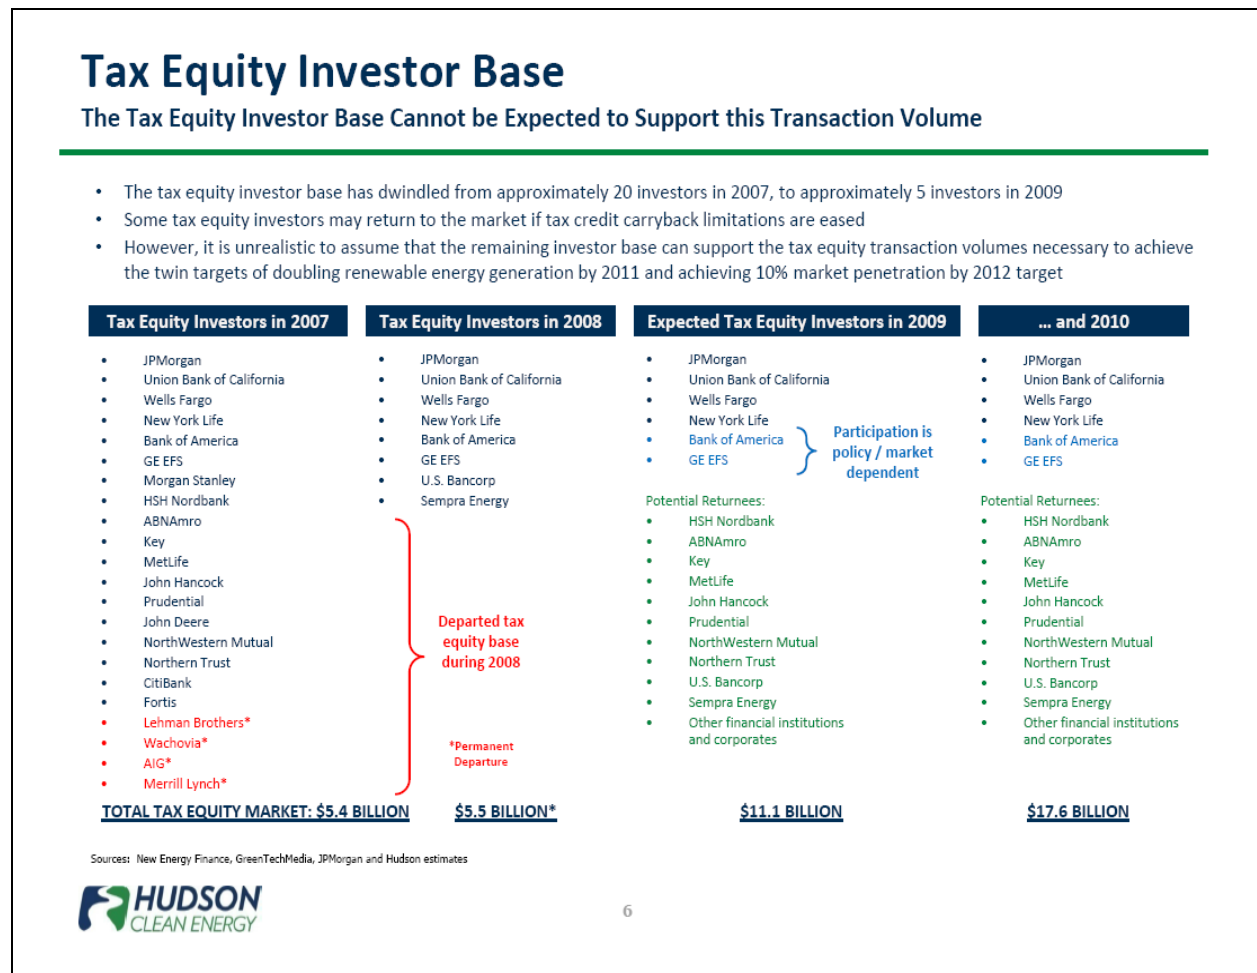 Tax Equity Investor Base
The Tax Equity Investor Base Cannot be Expected to Support this Transaction Volume
• The tax equity investor base has dwindled from approximately 20 investors in 2007, to approximately 5 investors in 2009
• Some tax equity investors may return to the market if tax credit carryback limitations are eased
• However, it is unrealistic to assume that the remaining investor base can support the tax equity transaction volumes necessary to achieve
the twin targets of doubling renewable energy generation by 2011 and achieving 10% market penetration by 2012 target
Tax Equity Investors in 2007
• JPMorgan
• Union Bank of California
• Wells Fargo
• New York Life
• Bank of America
• GE EFS
• Morgan Stanley
• HSH Nordbank
• ABNAmro
• Key
• MetLife
• John Hancock
• Prudential
• John Deere
• NorthWestern Mutual
• Northern Trust
• CitiBank
• Fortis
• Lehman Brothers*
• Wachovia*
• AIG*
• Merrill Lynch*
TOTAL TAX EQUITY MARKET: $5.4 BILLION
Tax Equity Investors in 2008
• JPMorgan
• Union Bank of California
• Wells Fargo
• New York Life
• Bank of America
• GE EFS
• U.S. Bancorp
• Sempra Energy
Departed tax
equity base
during 2008
*Permanent
Departure
$5.5 BILLION*
Expected Tax Equity Investors in 2009
• JPMorgan
• Union Bank of California
• Wells Fargo
• New York Life
• Bank of America
• GE EFS
Participation is
policy / market
dependent
Potential Returnees:
• HSH Nordbank
• ABNAmro
• Key
• MetLife
• John Hancock
• Prudential
• NorthWestern Mutual
• Northern Trust
• U.S. Bancorp
• Sempra Energy
• Other financial institutions
and corporates
$11.1 BILLION
... and 2010
• JPMorgan
• Union Bank of California
• Wells Fargo
• New York Life
• Bank of America
• GE EFS
Potential Returnees:
• HSH Nordbank
• ABNAmro
• Key
• MetLife
• John Hancock
• Prudential
• NorthWestern Mutual
• Northern Trust
• U.S. Bancorp
• Sempra Energy
• Other financial institutions
and corporates
$17.6 BILLION
Sources: New Energy Finance, GreenTechMedia, JPMorgan and Hudson estimates
HUDSON
CLEAN ENERGY
6